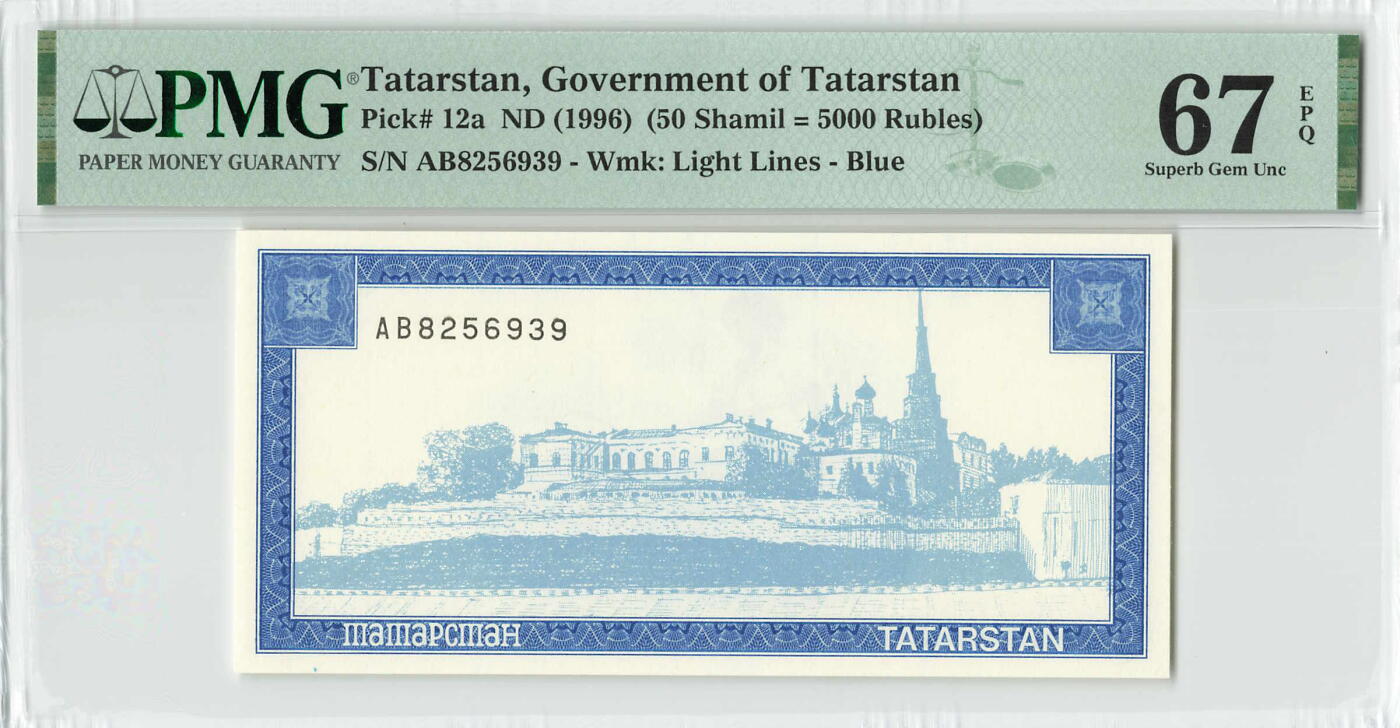 PMG® Tatarstan, Government of Tatarstan
Pick# 12a ND (1996) (50 Shamil = 5000 Rubles)
PAPER MONEY GUARANTY S/N AB8256939 - Wmk: Light Lines - Blue
67 EPQ
Superb Gem Unc
AB8256939
татарстан TATARSTAN